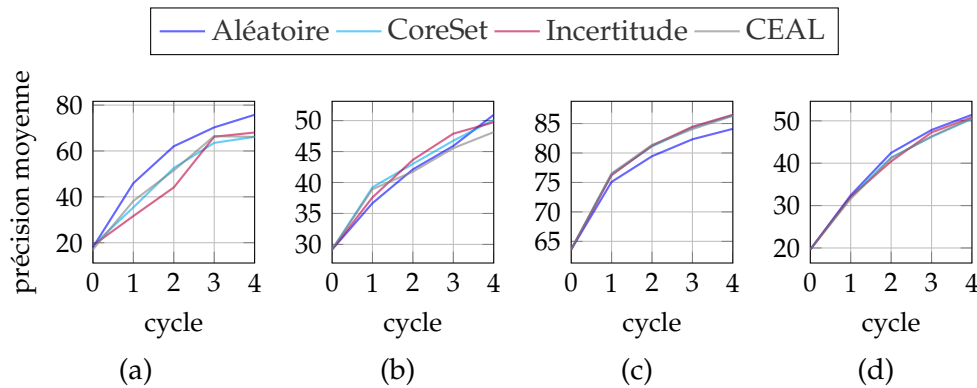 Aléatoire CoreSet Incertitude CEAL
précision moyenne
80
60
40
20
0 1 2 3 4
cycle
(a)
50
45
40
35
30
0 1 2 3 4
cycle
(b)
85
80
75
70
65
0 1 2 3 4
cycle
(c)
50
40
30
20
0 1 2 3 4
cycle
(d)